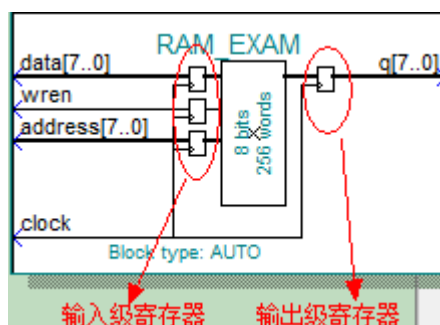 RAM_EXAM
data[7..0]
q[7..0]
wren
address[7..0]
8 bits
256 words
clock
Block type: AUTO
输入级寄存器
输出级寄存器